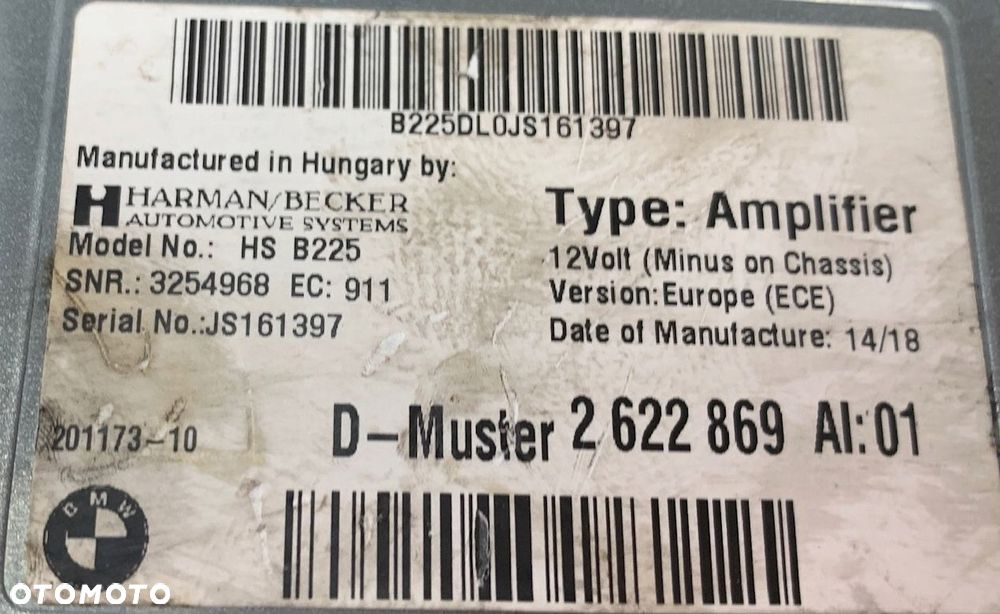 B225DL0JS161397
Manufactured in Hungary by:
HARMAN/BECKER
AUTOMOTIVE SYSTEMS
Model No.: HS B225
SNR.: 3254968 EC: 911
Serial No.:JS161397
Type: Amplifier
12Volt (Minus on Chassis)
Version:Europe (ECE)
Date of Manufacture: 14/18
D-Muster 2 622 869 AI:01
201173-10
BMW
OTOMOTO